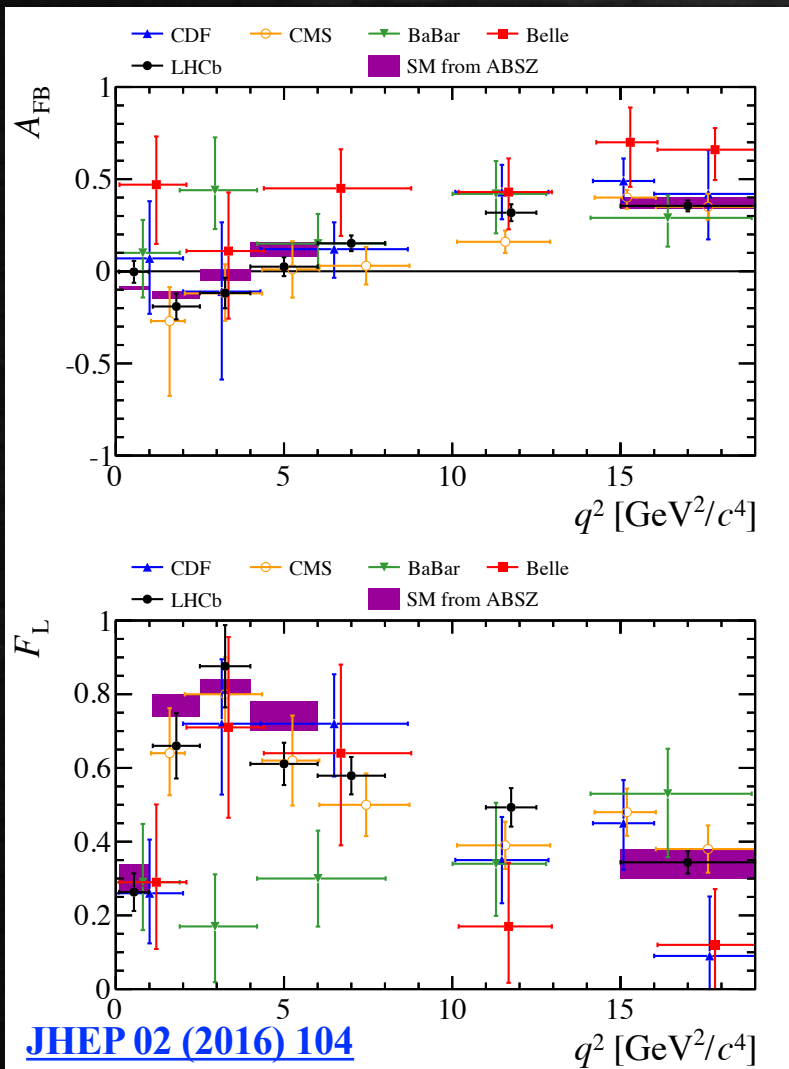 CDF CMS BaBar Belle
LHCb SM from ABSZ
A_FB
1
0.5
0
-0.5
-1
0 5 10 15
q² [GeV²/c⁴]
CDF CMS BaBar Belle
LHCb SM from ABSZ
F_L
1
0.8
0.6
0.4
0.2
0
0 5 10 15
JHEP 02 (2016) 104
q² [GeV²/c⁴]